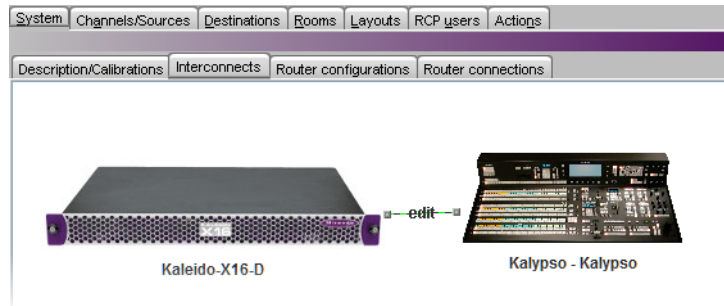 System Channels/Sources Destinations Rooms Layouts RCP users Actions
Description/Calibrations Interconnects Router configurations Router connections
edit
X16
Miranda
Kaleido-X16-D
Kalypso - Kalypso